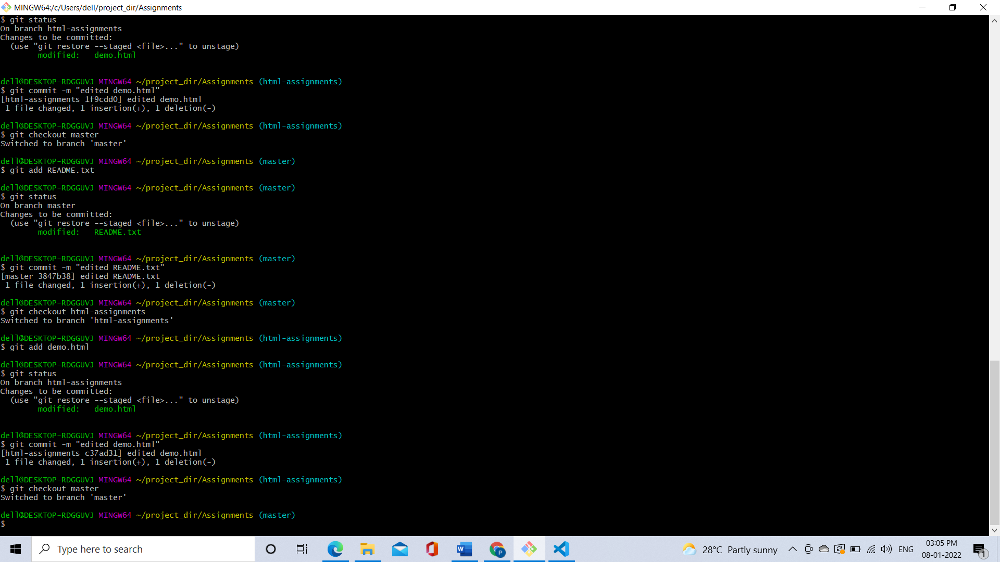 MINGW64:/c/Users/dell/project_dir/Assignments
$ git status
On branch html-assignments
Changes to be committed:
  (use "git restore --staged <file>..." to unstage)
        modified:   demo.html
dell@DESKTOP-RDGGUVJ MINGW64 ~/project_dir/Assignments (html-assignments)
$ git commit -m "edited demo.html"
[html-assignments 1f9cdd0] edited demo.html
 1 file changed, 1 insertion(+), 1 deletion(-)
dell@DESKTOP-RDGGUVJ MINGW64 ~/project_dir/Assignments (html-assignments)
$ git checkout master
Switched to branch 'master'
dell@DESKTOP-RDGGUVJ MINGW64 ~/project_dir/Assignments (master)
$ git add README.txt
dell@DESKTOP-RDGGUVJ MINGW64 ~/project_dir/Assignments (master)
$ git status
On branch master
Changes to be committed:
  (use "git restore --staged <file>..." to unstage)
        modified:   README.txt
dell@DESKTOP-RDGGUVJ MINGW64 ~/project_dir/Assignments (master)
$ git commit -m "edited README.txt"
[master 3847b38] edited README.txt
 1 file changed, 1 insertion(+), 1 deletion(-)
dell@DESKTOP-RDGGUVJ MINGW64 ~/project_dir/Assignments (master)
$ git checkout html-assignments
Switched to branch 'html-assignments'
dell@DESKTOP-RDGGUVJ MINGW64 ~/project_dir/Assignments (html-assignments)
$ git add demo.html
dell@DESKTOP-RDGGUVJ MINGW64 ~/project_dir/Assignments (html-assignments)
$ git status
On branch html-assignments
Changes to be committed:
  (use "git restore --staged <file>..." to unstage)
        modified:   demo.html
dell@DESKTOP-RDGGUVJ MINGW64 ~/project_dir/Assignments (html-assignments)
$ git commit -m "edited demo.html"
[html-assignments c37ad31] edited demo.html
 1 file changed, 1 insertion(+), 1 deletion(-)
dell@DESKTOP-RDGGUVJ MINGW64 ~/project_dir/Assignments (html-assignments)
$ git checkout master
Switched to branch 'master'
dell@DESKTOP-RDGGUVJ MINGW64 ~/project_dir/Assignments (master)
$
Type here to search
28°C Partly sunny
ENG
03:05 PM
08-01-2022
1